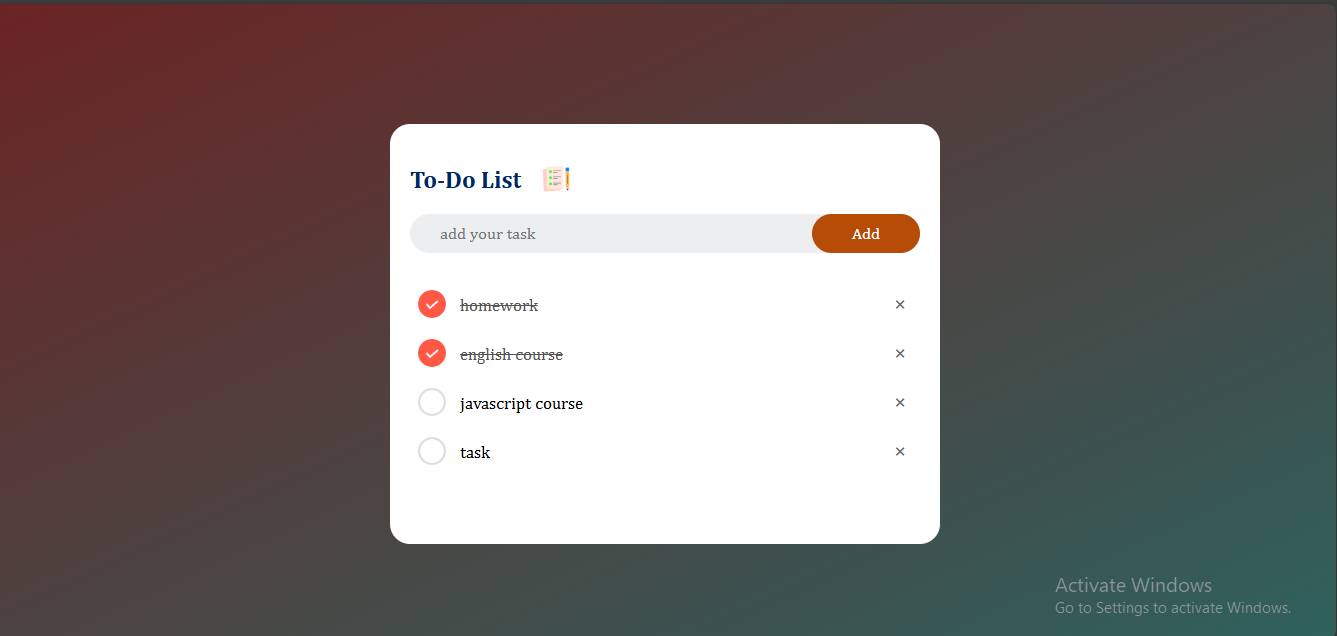 To-Do List
add your task
Add
homework
english course
javascript course
task
Activate Windows
Go to Settings to activate Windows.